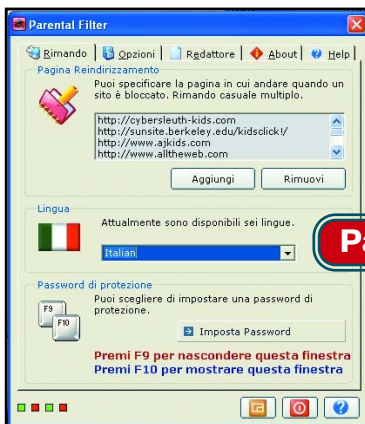 Parental Filter
Rimando Opzioni Redattore About Help
Pagina Reindirizzamento
Puoi specificare la pagina in cui andare quando un
sito è bloccato. Rimando casuale multiplo.
http://cybersleuth-kids.com
http://sunsite.berkeley.edu/kidsclick!/
http://www.ajkids.com
http://www.alltheweb.com
Aggiungi Rimuovi
Lingua
Attualmente sono disponibili sei lingue.
Italian
Pa
Password di protezione
Puoi scegliere di impostare una password di
protezione.
F9
F10
Imposta Password
Premi F9 per nascondere questa finestra
Premi F10 per mostrare questa finestra